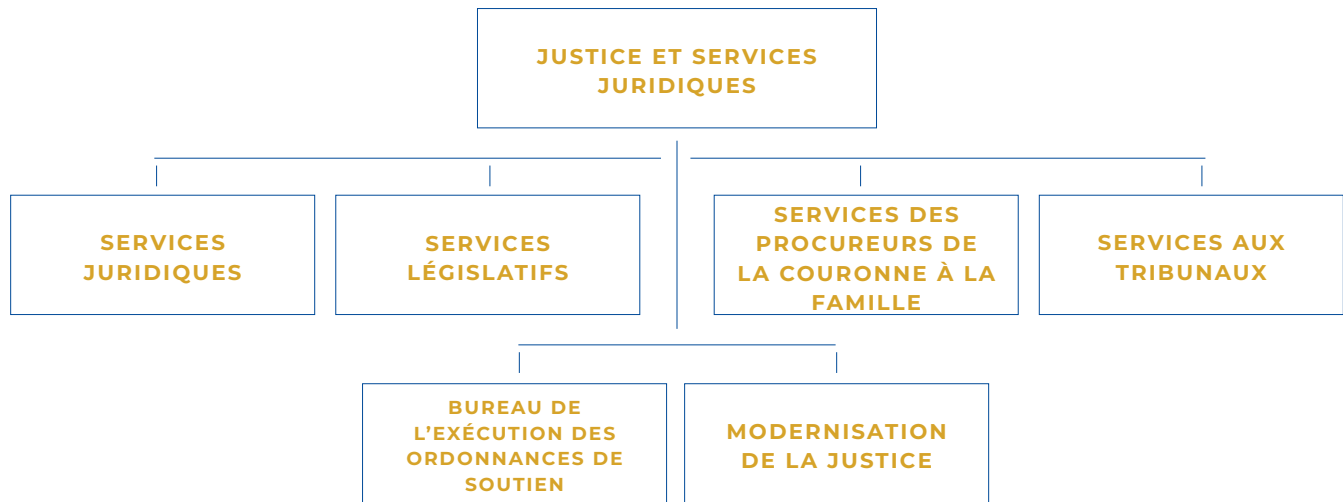 JUSTICE ET SERVICES
JURIDIQUES
SERVICES
JURIDIQUES
SERVICES
LÉGISLATIFS
SERVICES DES
PROCUREURS DE
LA COURONNE À LA
FAMILLE
SERVICES AUX
TRIBUNAUX
BUREAU DE
L’EXÉCUTION DES
ORDONNANCES DE
SOUTIEN
MODERNISATION
DE LA JUSTICE